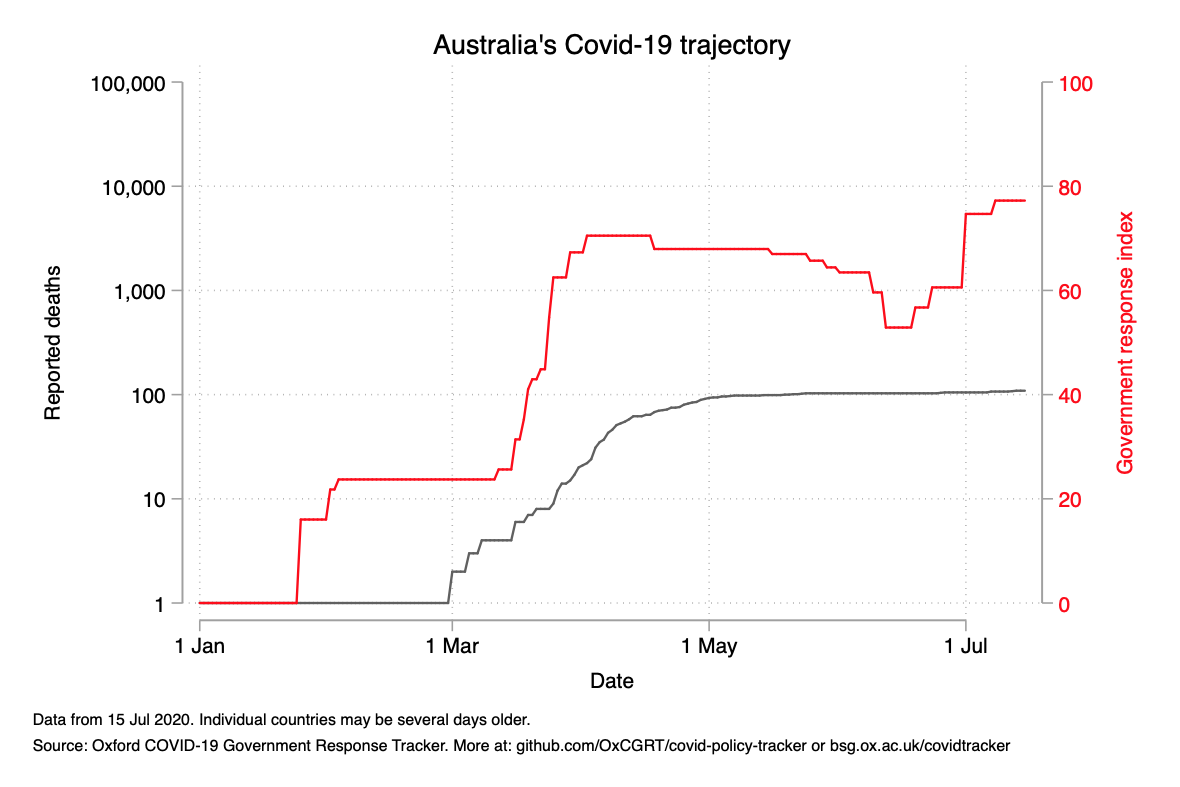 Australia's Covid-19 trajectory
100,000
10,000
1,000
100
10
1
Reported deaths
100
80
60
40
20
0
Government response index
1 Jan
1 Mar
1 May
1 Jul
Date
Data from 15 Jul 2020. Individual countries may be several days older.
Source: Oxford COVID-19 Government Response Tracker. More at: github.com/OxCGRT/covid-policy-tracker or bsg.ox.ac.uk/covidtracker